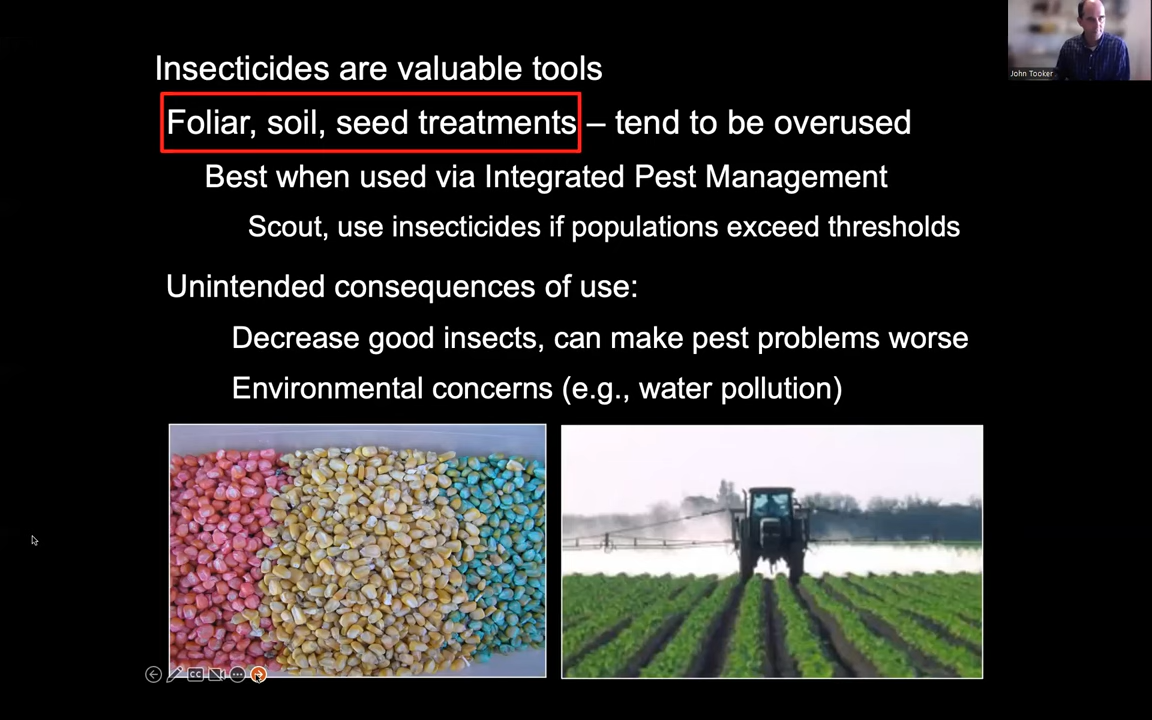 John Tooker
Insecticides are valuable tools
Foliar, soil, seed treatments – tend to be overused
Best when used via Integrated Pest Management
Scout, use insecticides if populations exceed thresholds
Unintended consequences of use:
Decrease good insects, can make pest problems worse
Environmental concerns (e.g., water pollution)
CC